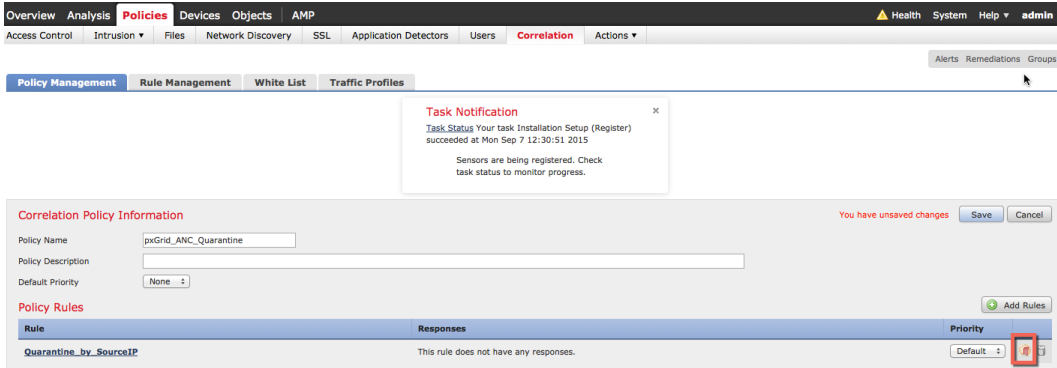 Overview Analysis Policies Devices Objects AMP Health System Help ▾ admin
Access Control Intrusion ▾ Files Network Discovery SSL Application Detectors Users Correlation Actions ▾
Alerts Remediations Groups
Policy Management Rule Management White List Traffic Profiles
Task Notification ×
Task Status Your task Installation Setup (Register)
succeeded at Mon Sep 7 12:30:51 2015
Sensors are being registered. Check
task status to monitor progress.
Correlation Policy Information You have unsaved changes Save Cancel
Policy Name pxGrid_ANC_Quarantine
Policy Description
Default Priority None
Policy Rules Add Rules
Rule Responses Priority
Quarantine_by_SourceIP This rule does not have any responses. Default